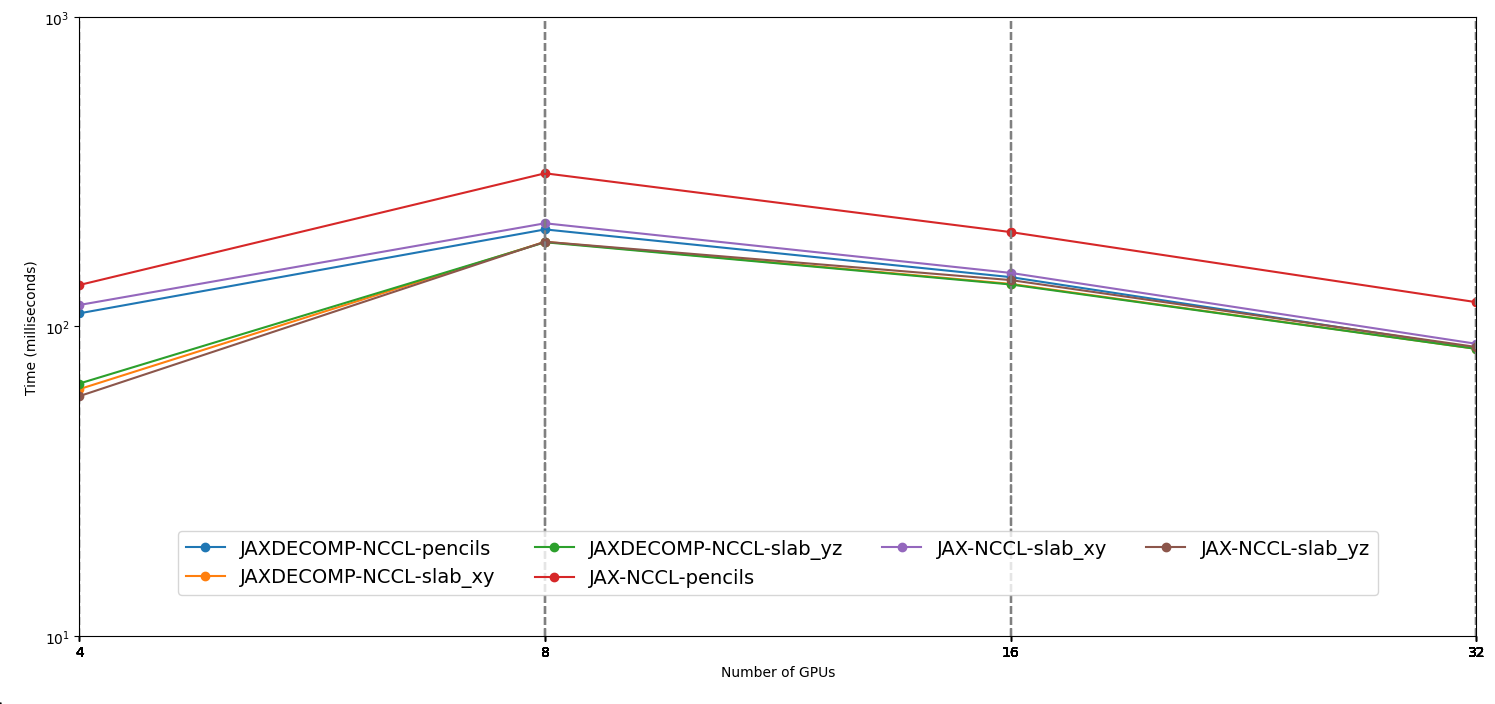 10³
10²
10¹
Time (milliseconds)
JAXDECOMP-NCCL-pencils JAXDECOMP-NCCL-slab_yz JAX-NCCL-slab_xy JAX-NCCL-slab_yz
JAXDECOMP-NCCL-slab_xy JAX-NCCL-pencils
4 8 16 32
Number of GPUs